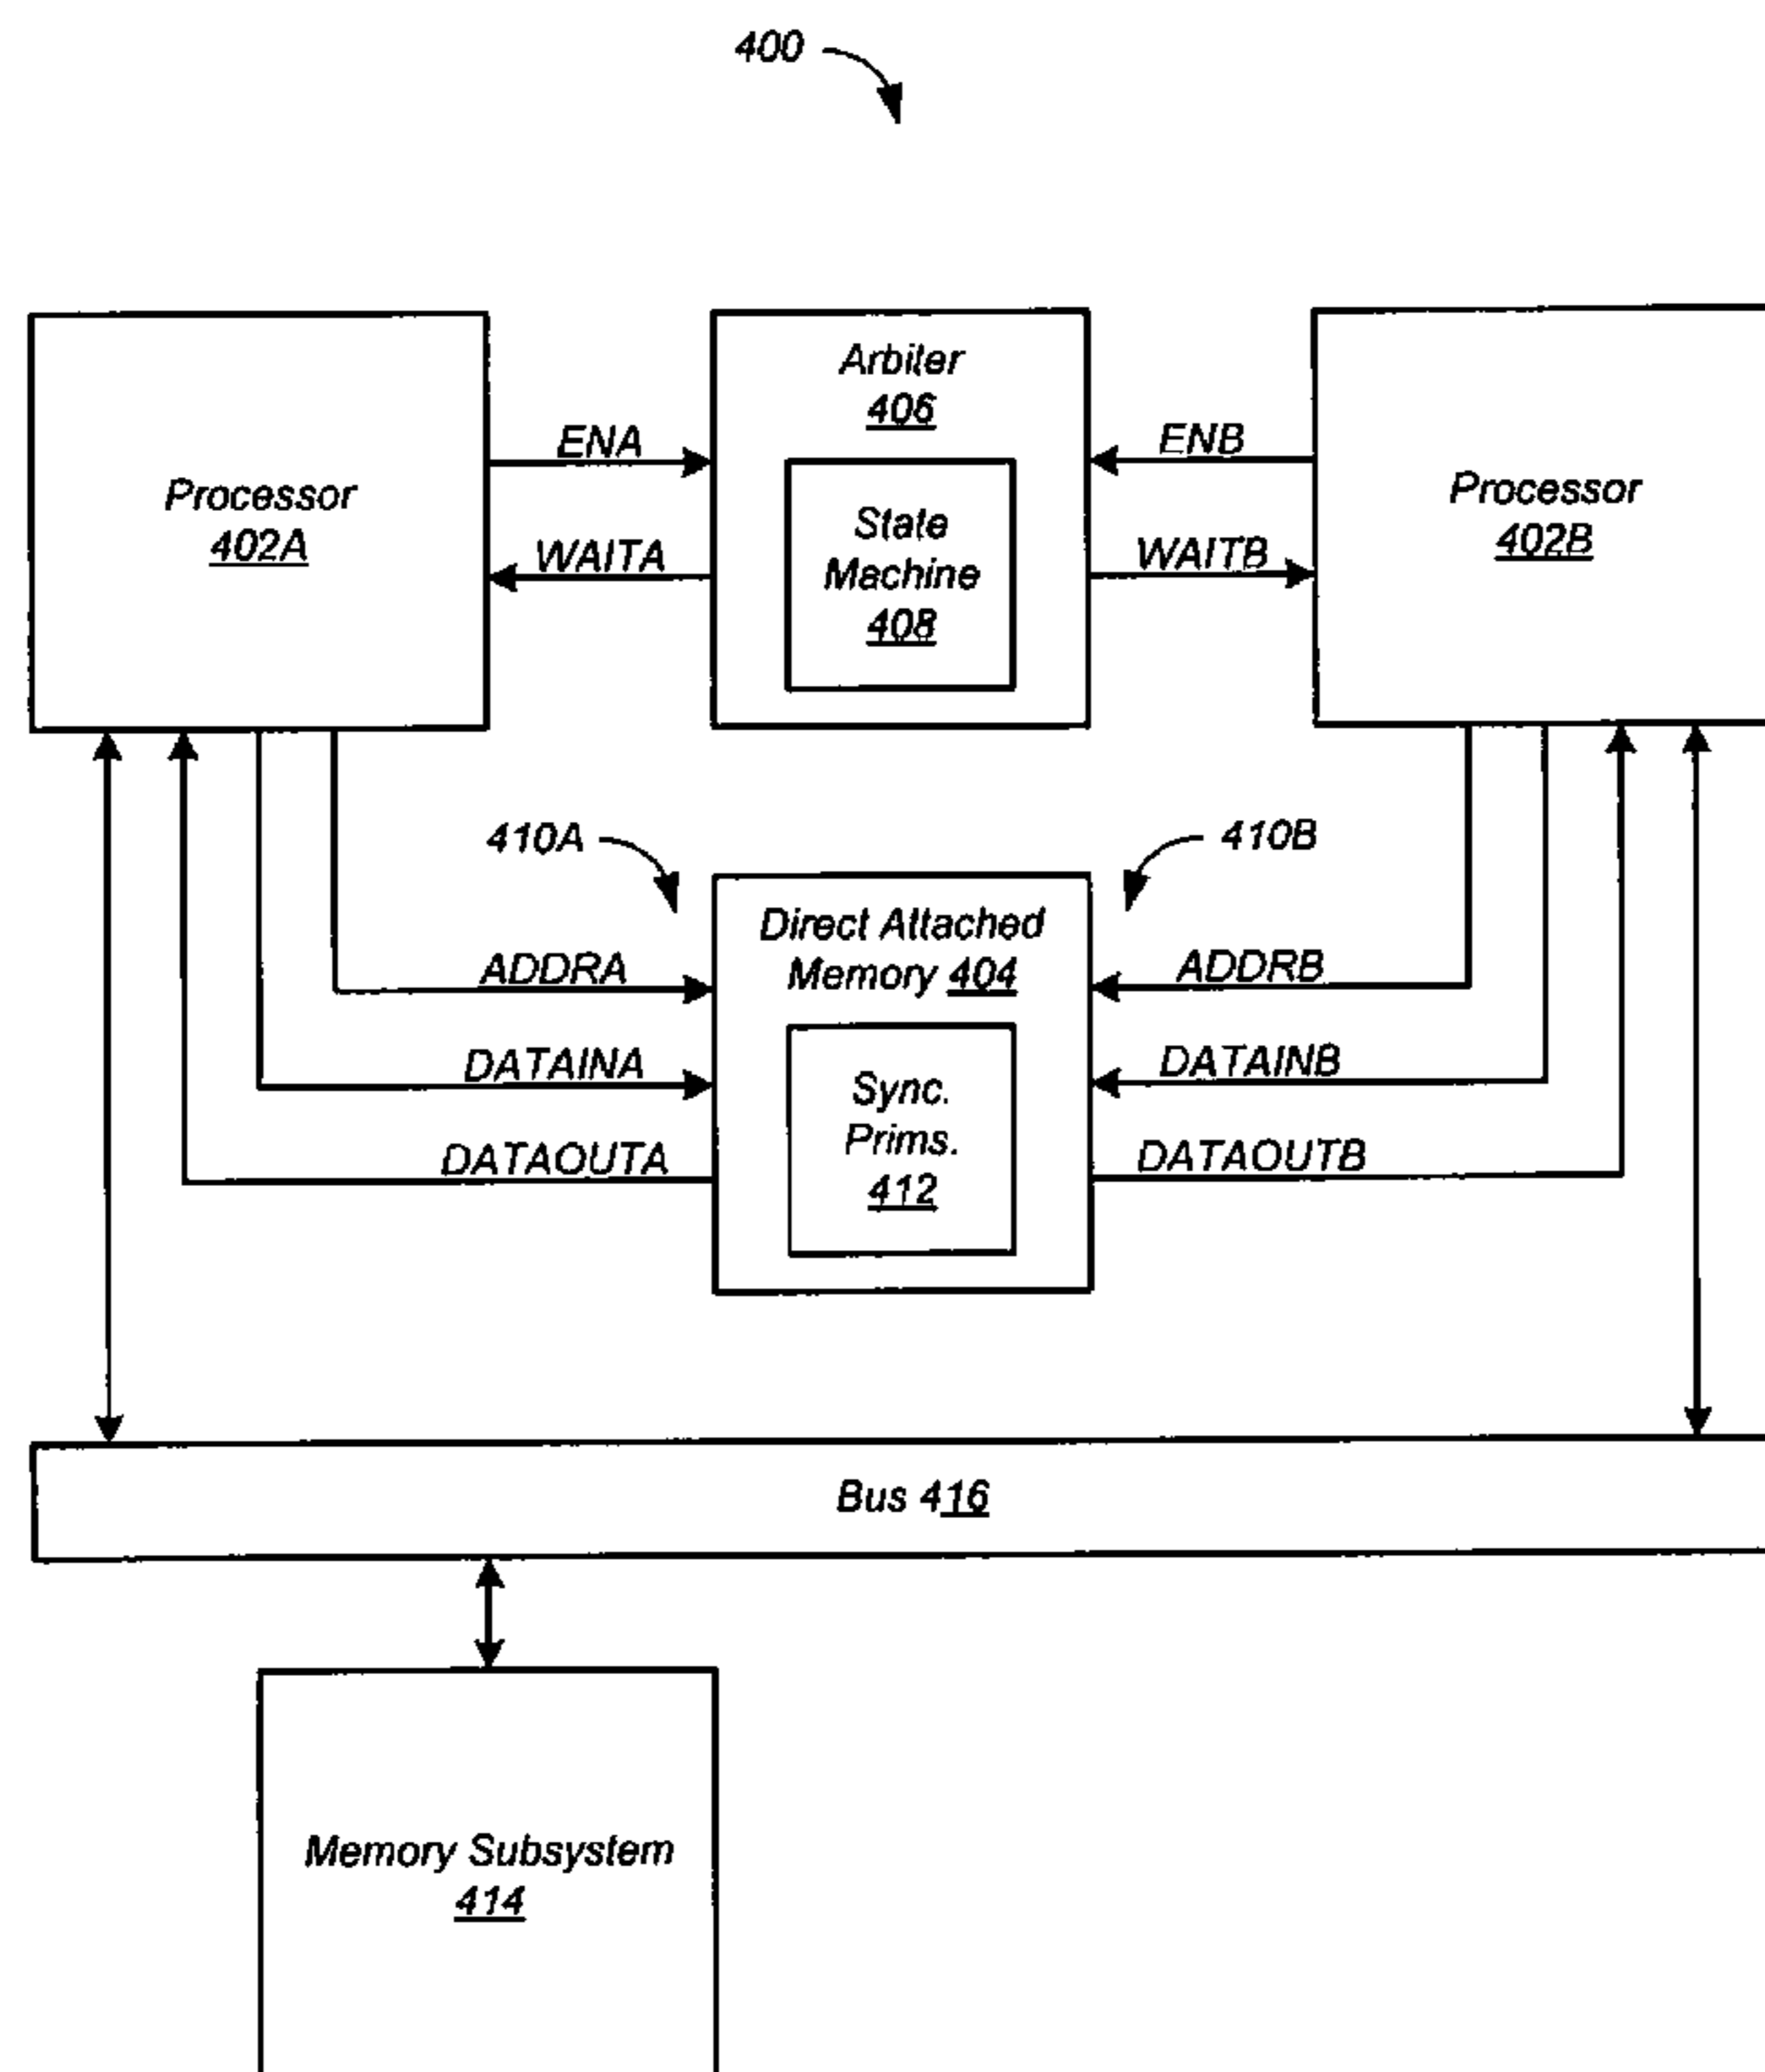 400
Arbiter
406
ENA
ENB
Processor
402A
Processor
402B
State
Machine
408
WAITA
WAITB
410A
410B
Direct Attached
Memory 404
ADDRA
ADDRB
DATAINA
DATAINB
Sync.
Prims.
412
DATAOUTA
DATAOUTB
Bus 416
Memory Subsystem
414